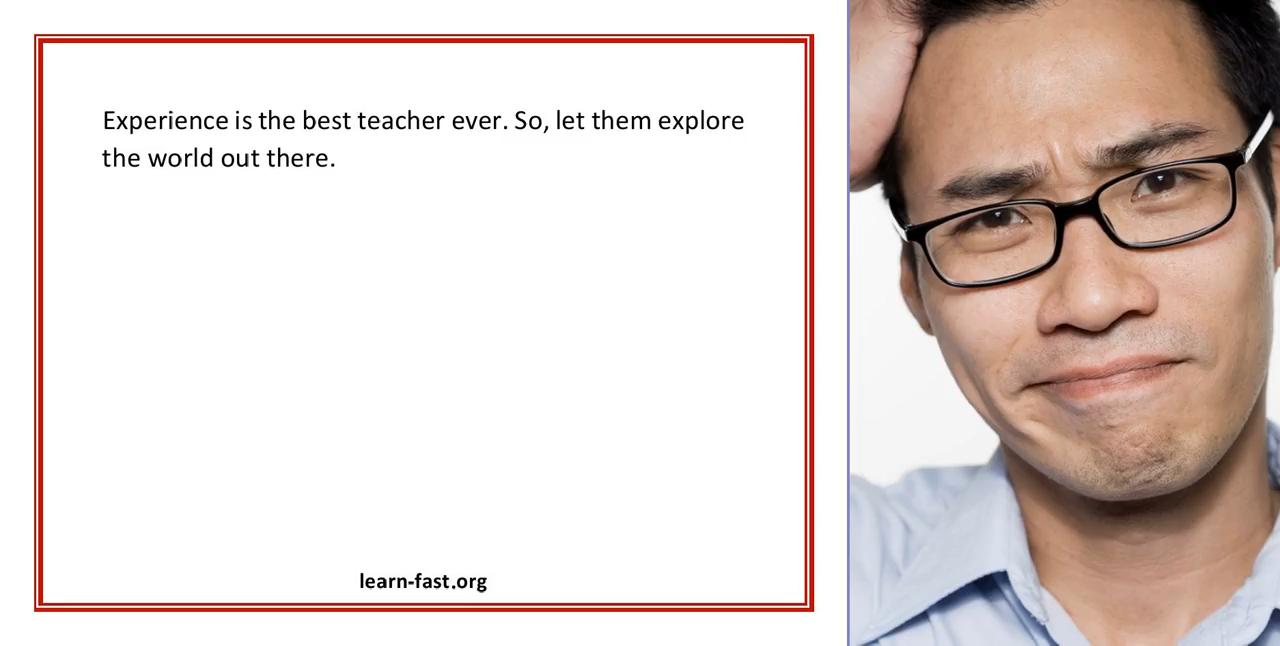 Experience is the best teacher ever. So, let them explore
the world out there.
learn-fast.org